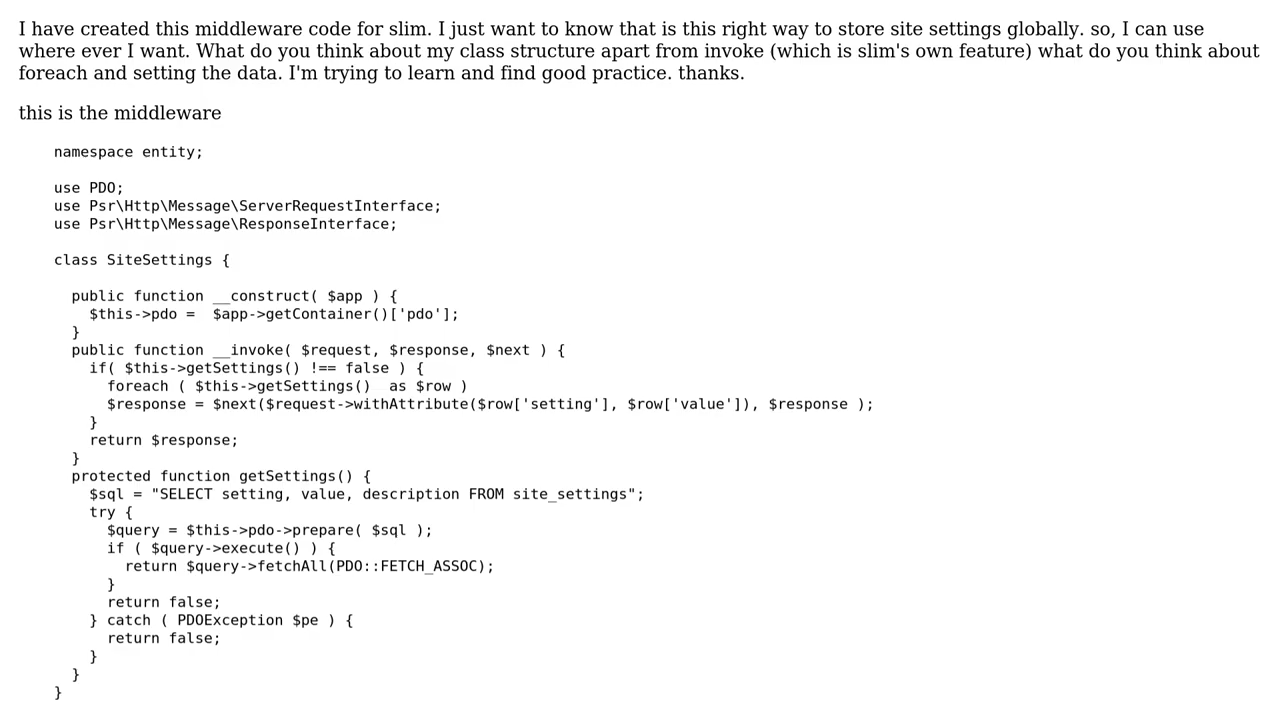 I have created this middleware code for slim. I just want to know that is this right way to store site settings globally. so, I can use
where ever I want. What do you think about my class structure apart from invoke (which is slim's own feature) what do you think about
foreach and setting the data. I'm trying to learn and find good practice. thanks.
this is the middleware
namespace entity;
use PDO;
use Psr\Http\Message\ServerRequestInterface;
use Psr\Http\Message\ResponseInterface;
class SiteSettings {
  public function __construct( $app ) {
    $this->pdo =  $app->getContainer()['pdo'];
  }
  public function __invoke( $request, $response, $next ) {
    if( $this->getSettings() !== false ) {
      foreach ( $this->getSettings()  as $row )
      $response = $next($request->withAttribute($row['setting'], $row['value']), $response );
    }
    return $response;
  }
  protected function getSettings() {
    $sql = "SELECT setting, value, description FROM site_settings";
    try {
      $query = $this->pdo->prepare( $sql );
      if ( $query->execute() ) {
        return $query->fetchAll(PDO::FETCH_ASSOC);
      }
      return false;
    } catch ( PDOException $pe ) {
      return false;
    }
  }
}